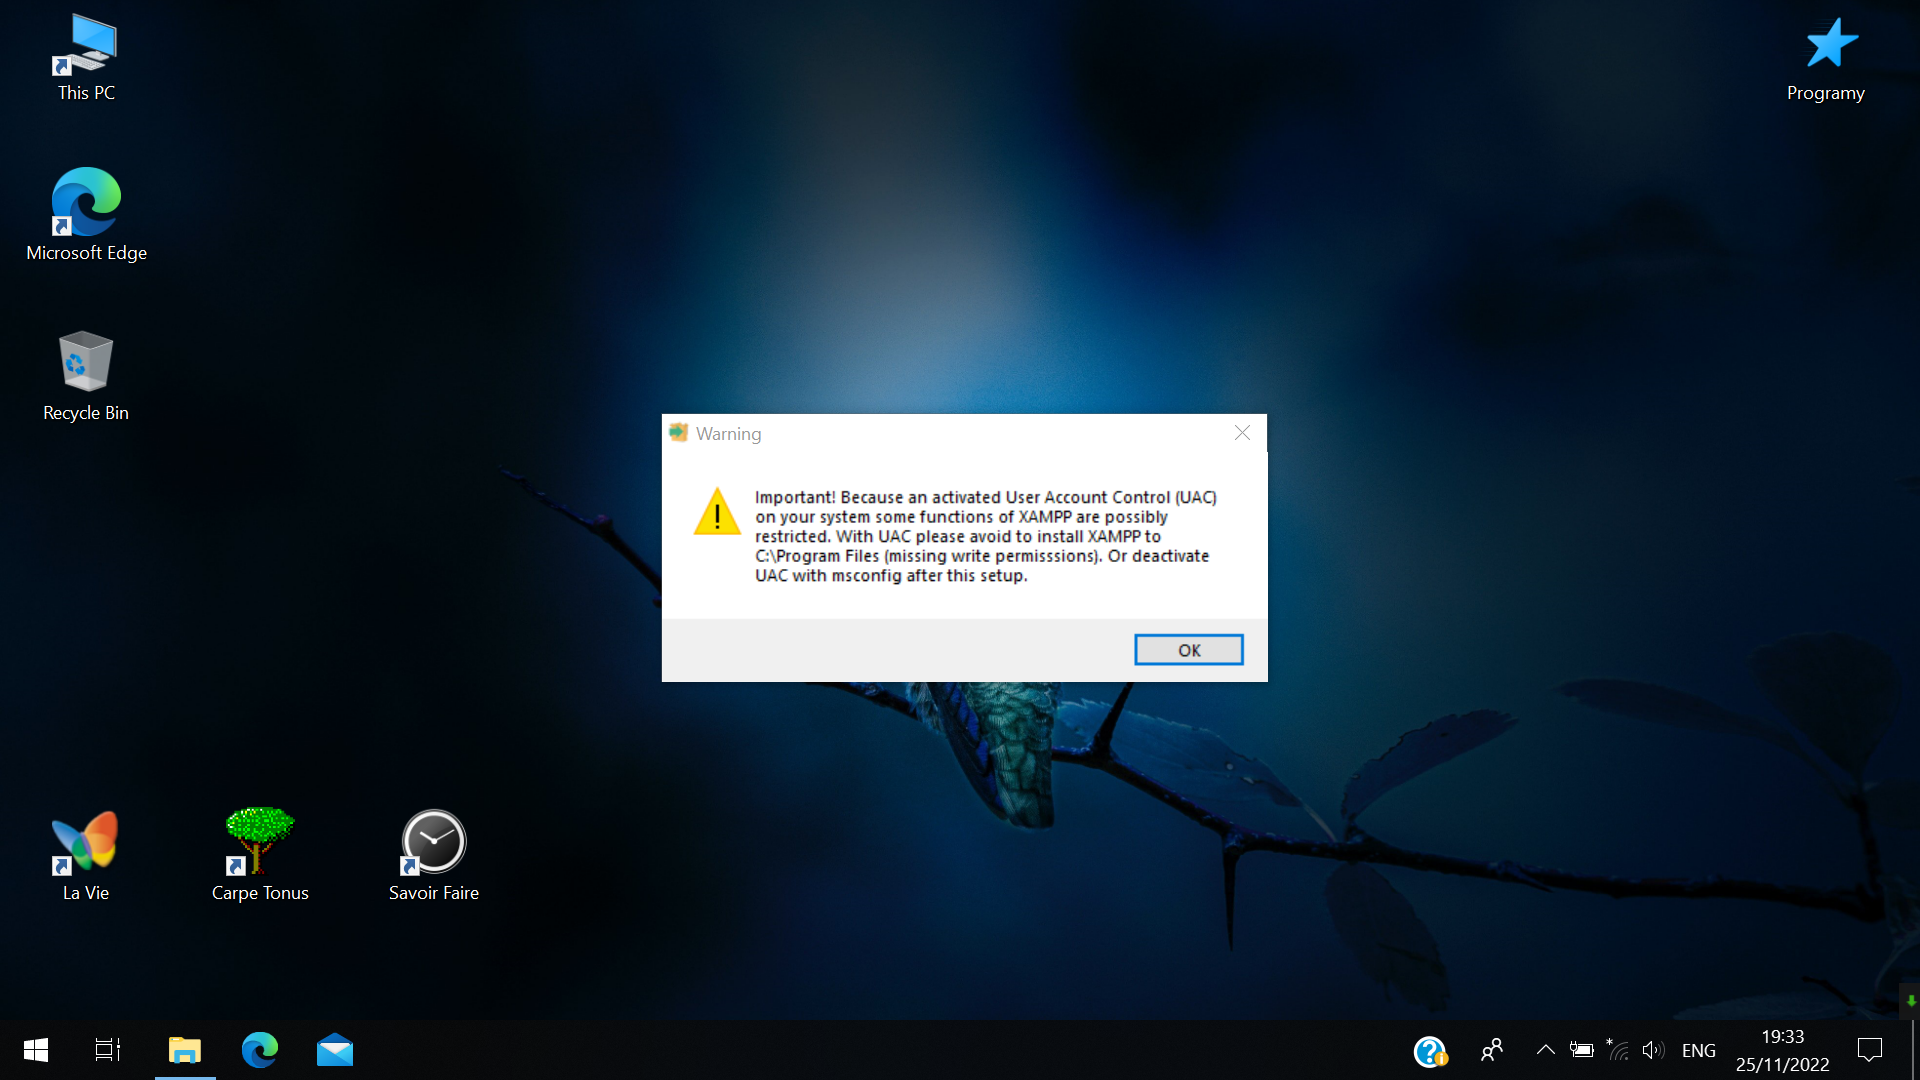 This PC
Programy
Microsoft Edge
Recycle Bin
Warning
Important! Because an activated User Account Control (UAC)
on your system some functions of XAMPP are possibly
restricted. With UAC please avoid to install XAMPP to
C:\Program Files (missing write permisssions). Or deactivate
UAC with msconfig after this setup.
OK
La Vie
Carpe Tonus
Savoir Faire
ENG
19:33
25/11/2022